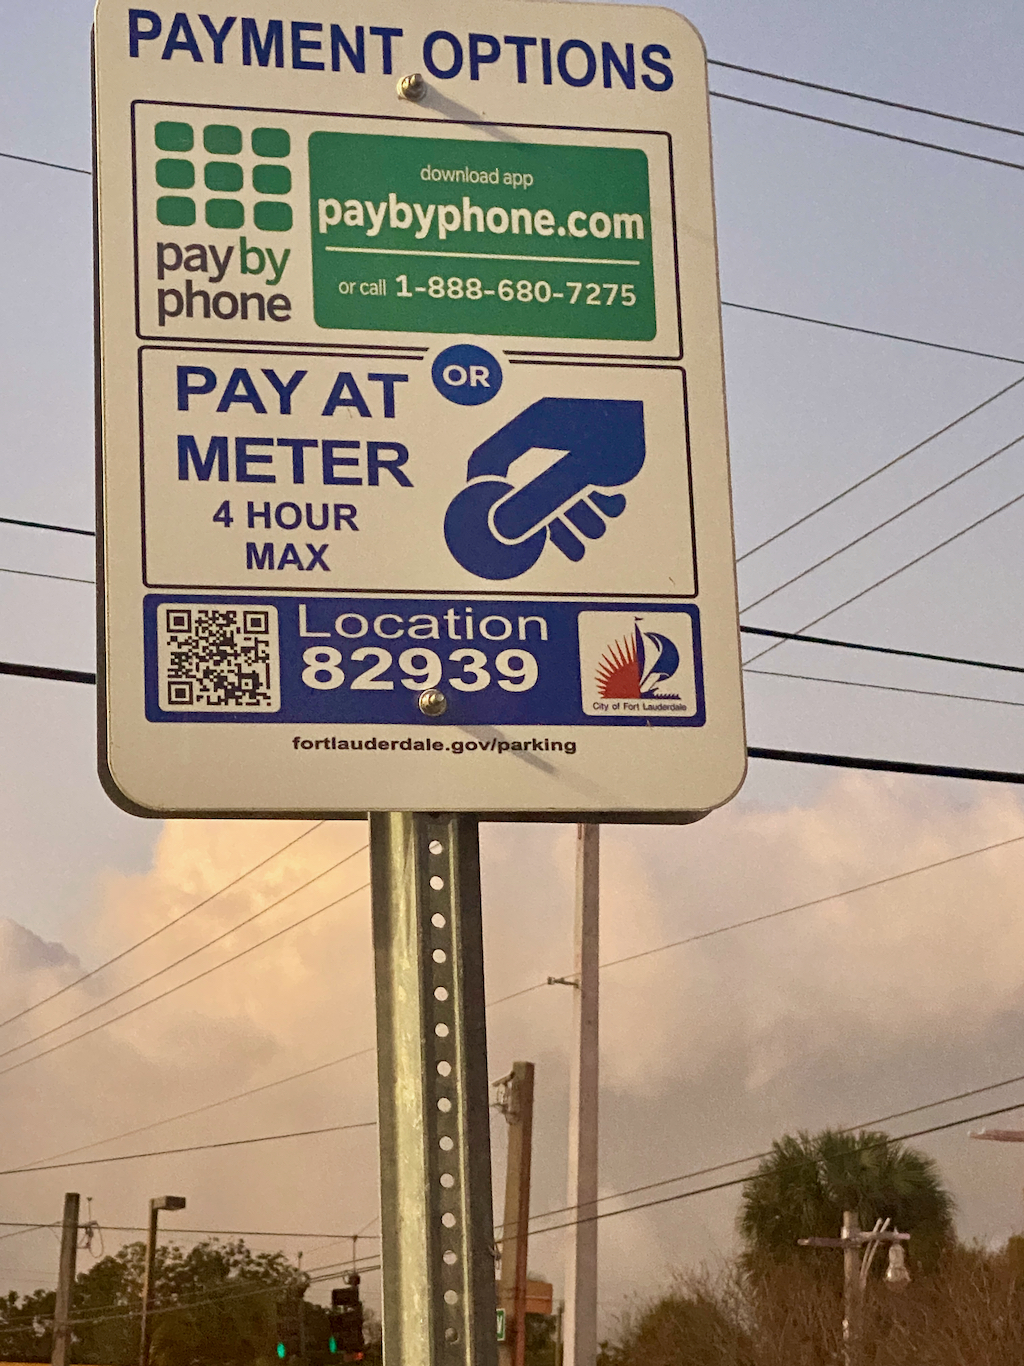 PAYMENT OPTIONS
pay by
phone
download app
paybyphone.com
or call 1-888-680-7275
OR
PAY AT
METER
4 HOUR
MAX
Location
82939
City of Fort Lauderdale
fortlauderdale.gov/parking